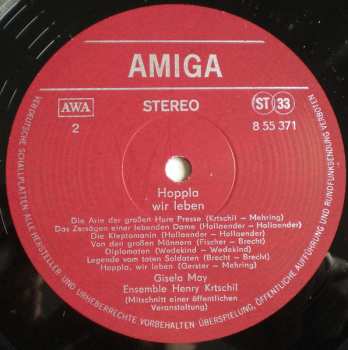 AMIGA
AWA
STEREO
ST 33
2
8 55 371
Hoppla
wir leben
Die Arie der großen Hure Presse (Krtschil – Mehring)
Das Zersägen einer lebenden Dame (Hollaender – Hollaender)
Die Kleptomanin (Hollaender – Hollaender)
Von den großen Männern (Fischer – Brecht)
Diplomaten (Wedekind – Wedekind)
Legende vom toten Soldaten (Brecht – Brecht)
Hoppla, wir leben (Gerster – Mehring)
Gisela May
Ensemble Henry Krtschil
(Mitschnitt einer öffentlichen
Veranstaltung)
VEB DEUTSCHE SCHALLPLATTEN · ALLE HERSTELLER- UND URHEBERRECHTE VORBEHALTEN ÜBERSPIELUNG, ÖFFENTLICHE AUFFÜHRUNG UND RUNDFUNKSENDUNG VERBOTEN